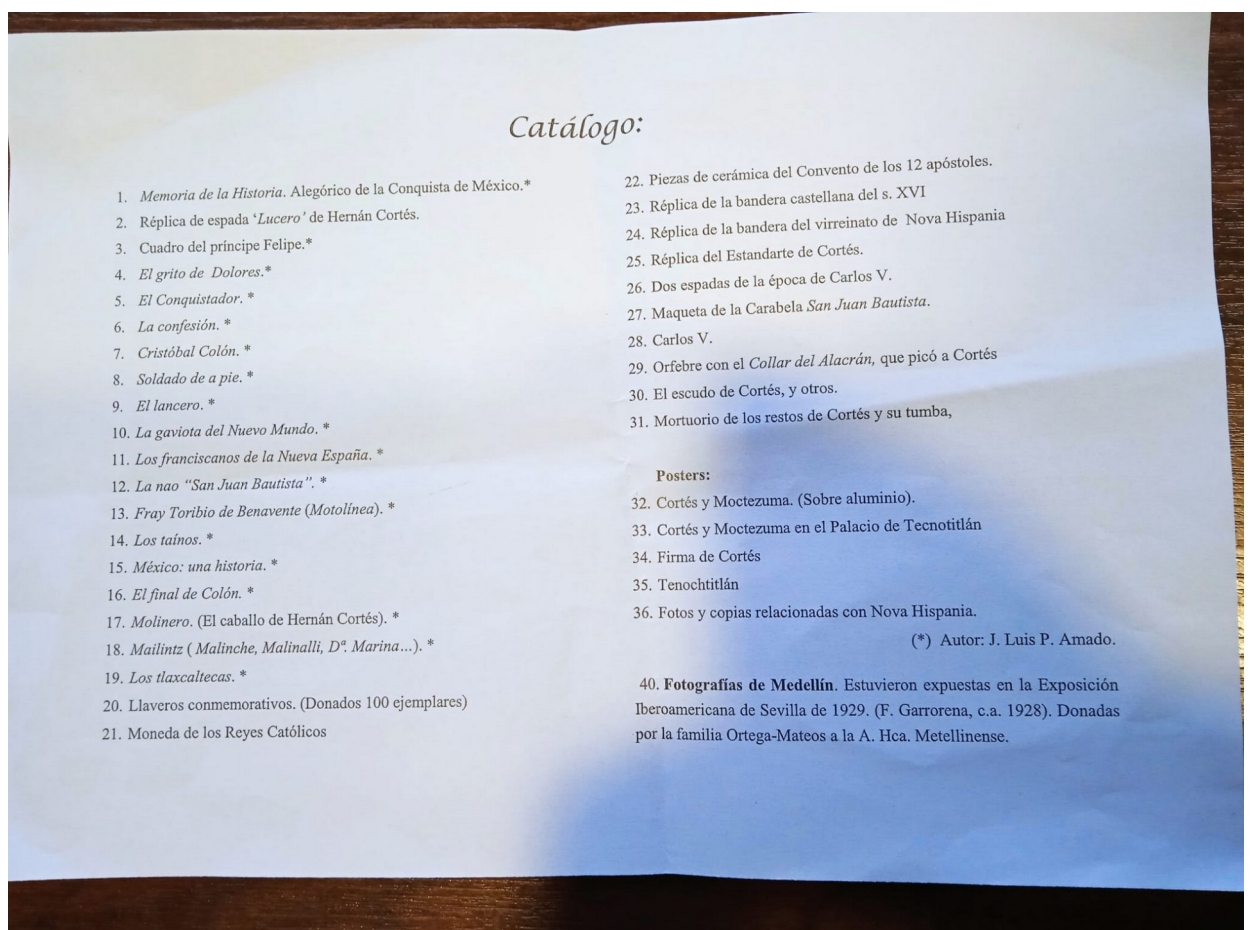 Catálogo:
1. Memoria de la Historia. Alegórico de la Conquista de México.*
2. Réplica de espada ‘Lucero’ de Hernán Cortés.
3. Cuadro del príncipe Felipe.*
4. El grito de Dolores.*
5. El Conquistador. *
6. La confesión. *
7. Cristóbal Colón. *
8. Soldado de a pie. *
9. El lancero. *
10. La gaviota del Nuevo Mundo. *
11. Los franciscanos de la Nueva España. *
12. La nao “San Juan Bautista”. *
13. Fray Toribio de Benavente (Motolínea). *
14. Los taínos. *
15. México: una historia. *
16. El final de Colón. *
17. Molinero. (El caballo de Hernán Cortés). *
18. Mailintz ( Malinche, Malinalli, Dª. Marina...). *
19. Los tlaxcaltecas. *
20. Llaveros conmemorativos. (Donados 100 ejemplares)
21. Moneda de los Reyes Católicos
22. Piezas de cerámica del Convento de los 12 apóstoles.
23. Réplica de la bandera castellana del s. XVI
24. Réplica de la bandera del virreinato de Nova Hispania
25. Réplica del Estandarte de Cortés.
26. Dos espadas de la época de Carlos V.
27. Maqueta de la Carabela San Juan Bautista.
28. Carlos V.
29. Orfebre con el Collar del Alacrán, que picó a Cortés
30. El escudo de Cortés, y otros.
31. Mortuorio de los restos de Cortés y su tumba,
Posters:
32. Cortés y Moctezuma. (Sobre aluminio).
33. Cortés y Moctezuma en el Palacio de Tecnotitlán
34. Firma de Cortés
35. Tenochtitlán
36. Fotos y copias relacionadas con Nova Hispania.
(*) Autor: J. Luis P. Amado.
40. Fotografías de Medellín. Estuvieron expuestas en la Exposición
Iberoamericana de Sevilla de 1929. (F. Garrorena, c.a. 1928). Donadas
por la familia Ortega-Mateos a la A. Hca. Metellinense.